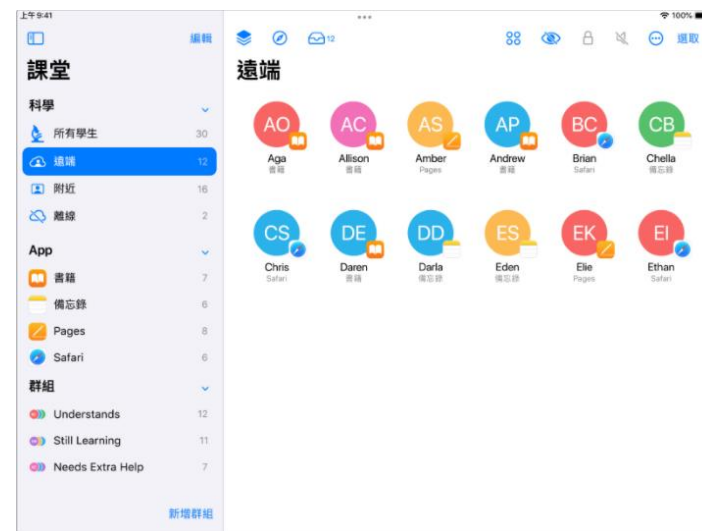 上午9:41
100%
編輯
12
選取
課堂
遠端
科學
所有學生 30
遠端 12
附近 16
離線 2
App
書籍 7
備忘錄 6
Pages 8
Safari 6
群組
Understands 12
Still Learning 11
Needs Extra Help 7
新增群組
AO AC AS AP BC CB
Aga Allison Amber Andrew Brian Chella
書籍 書籍 Pages 書籍 Safari 備忘錄
CS DE DD ES EK EI
Chris Daren Darla Eden Elie Ethan
Safari 書籍 備忘錄 備忘錄 Pages Safari